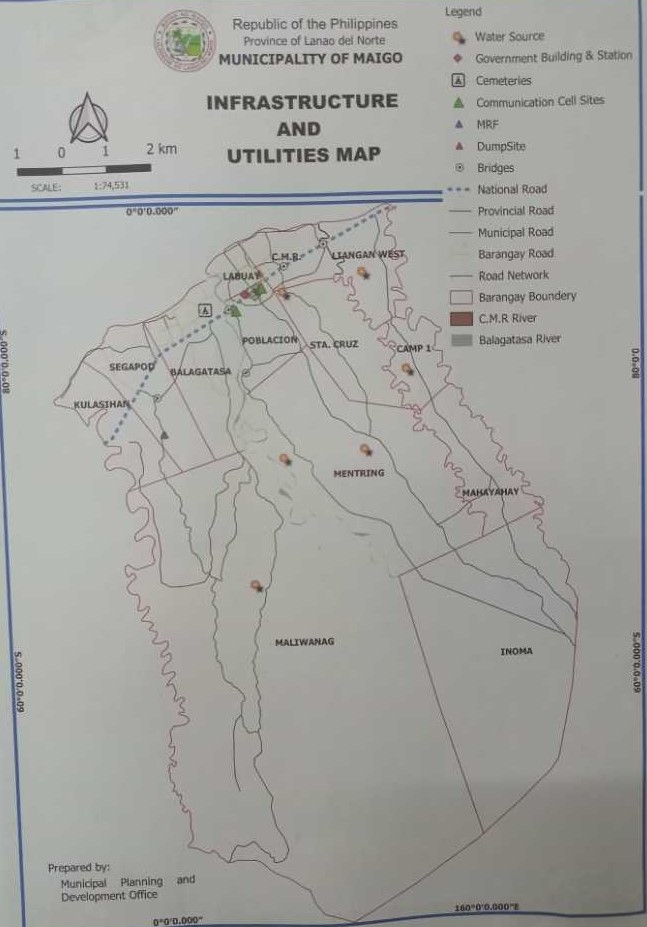 Republic of the Philippines
Province of Lanao del Norte
MUNICIPALITY OF MAIGO
INFRASTRUCTURE
AND
UTILITIES MAP
1 0 1 2 km
SCALE: 1:74,531
Legend
Water Source
Government Building & Station
Cemeteries
Communication Cell Sites
MRF
DumpSite
Bridges
National Road
Provincial Road
Municipal Road
Barangay Road
Road Network
Barangay Boundary
C.M.R River
Balagatasa River
0°0'0.000"
C.M.R.
LIANGAN WEST
LABUAY
POBLACION
STA. CRUZ
CAMP 1
SEGAPOD
BALAGATASA
KULASIHAN
MENTRING
MAHAYAHAY
MALIWANAG
INOMA
80°0'0.000"S
80°0'0.0
60°0'0.000"S
60°0'0.000"S
Prepared by:
Municipal Planning and
Development Office
0°0'0.000"
160°0'0.000"E